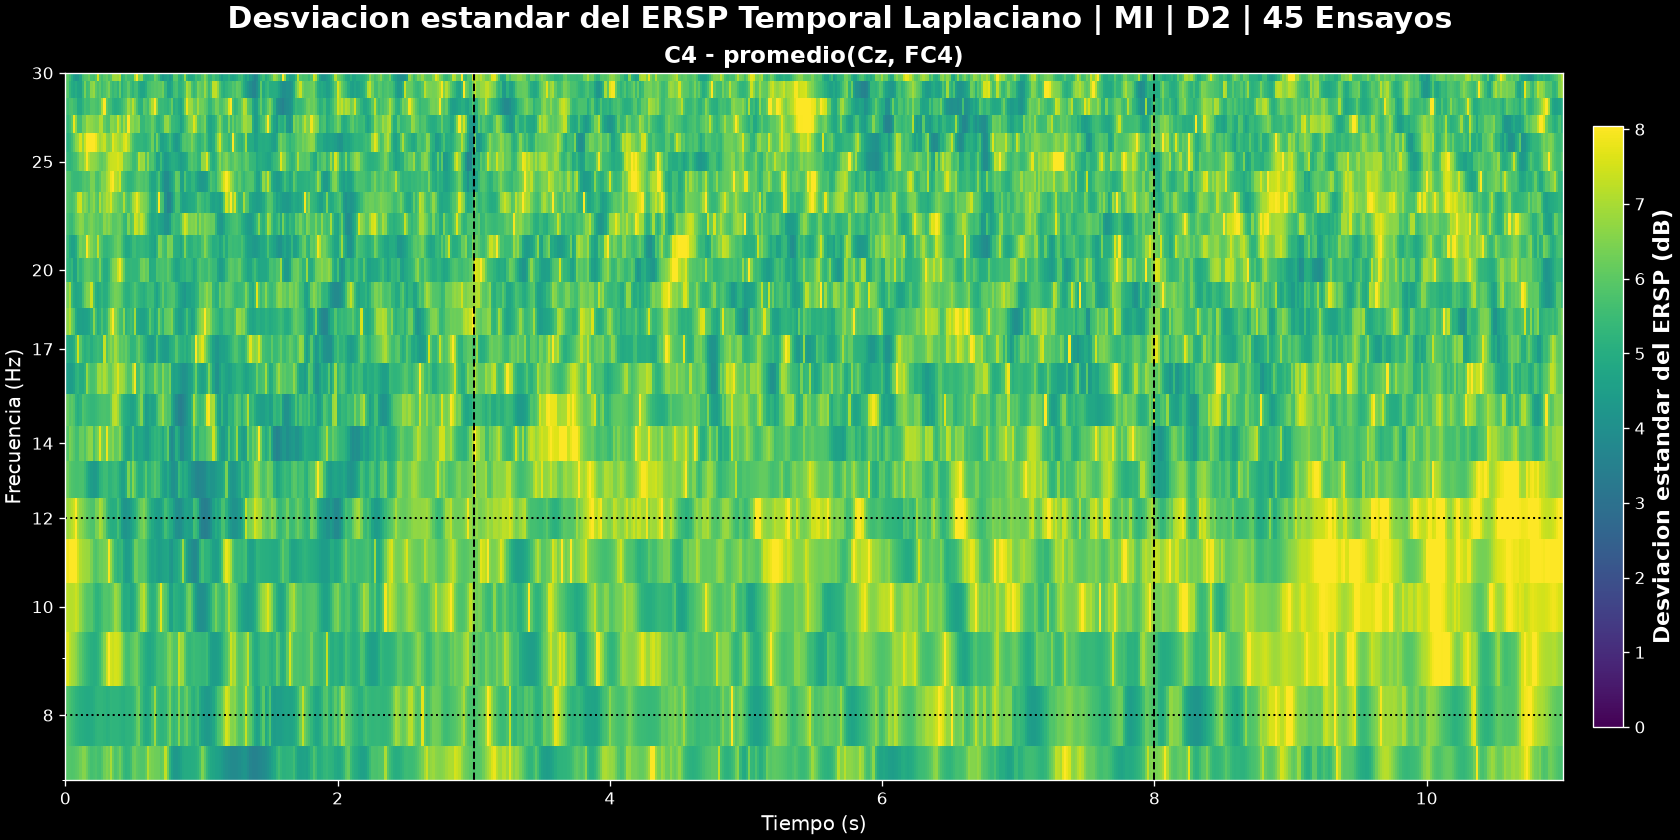 Desviacion estandar del ERSP Temporal Laplaciano | MI | D2 | 45 Ensayos
C4 - promedio(Cz, FC4)
30
25
20
17
14
12
10
8
Frecuencia (Hz)
0 2 4 6 8 10
Tiempo (s)
8
7
6
5
4
3
2
1
0
Desviacion estandar del ERSP (dB)